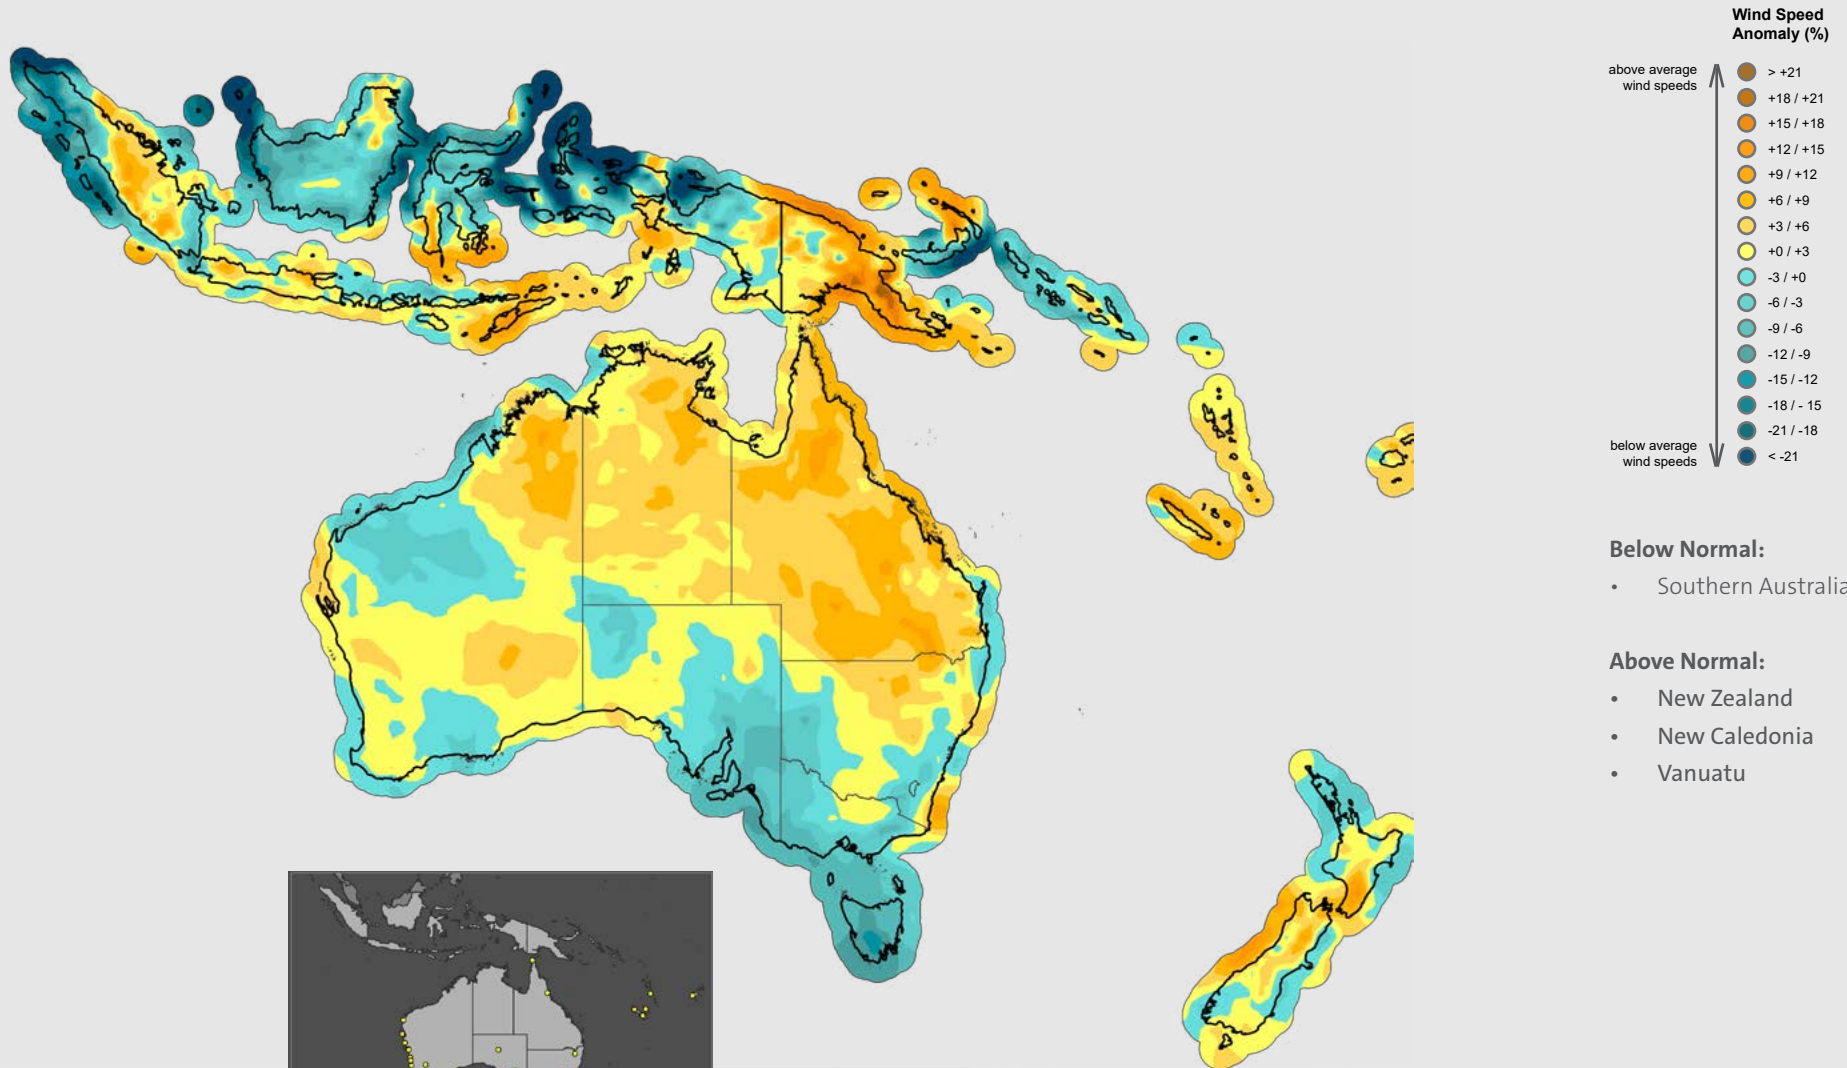 Wind Speed
Anomaly (%)
above average
wind speeds
> +21
+18 / +21
+15 / +18
+12 / +15
+9 / +12
+6 / +9
+3 / +6
+0 / +3
-3 / +0
-6 / -3
-9 / -6
-12 / -9
-15 / -12
-18 / - 15
-21 / -18
< -21
below average
wind speeds
Below Normal:
• Southern Australia
Above Normal:
• New Zealand
• New Caledonia
• Vanuatu